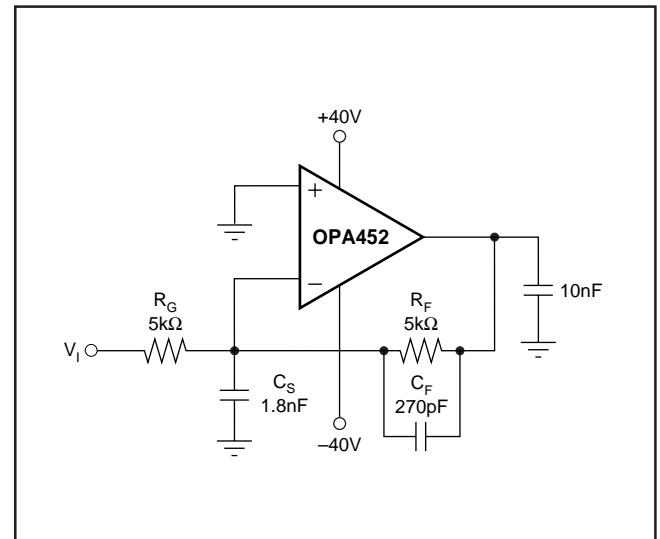 +40V
+
OPA452
−
R_G
5kΩ
R_F
5kΩ
10nF
V_I
C_S
1.8nF
C_F
270pF
−40V